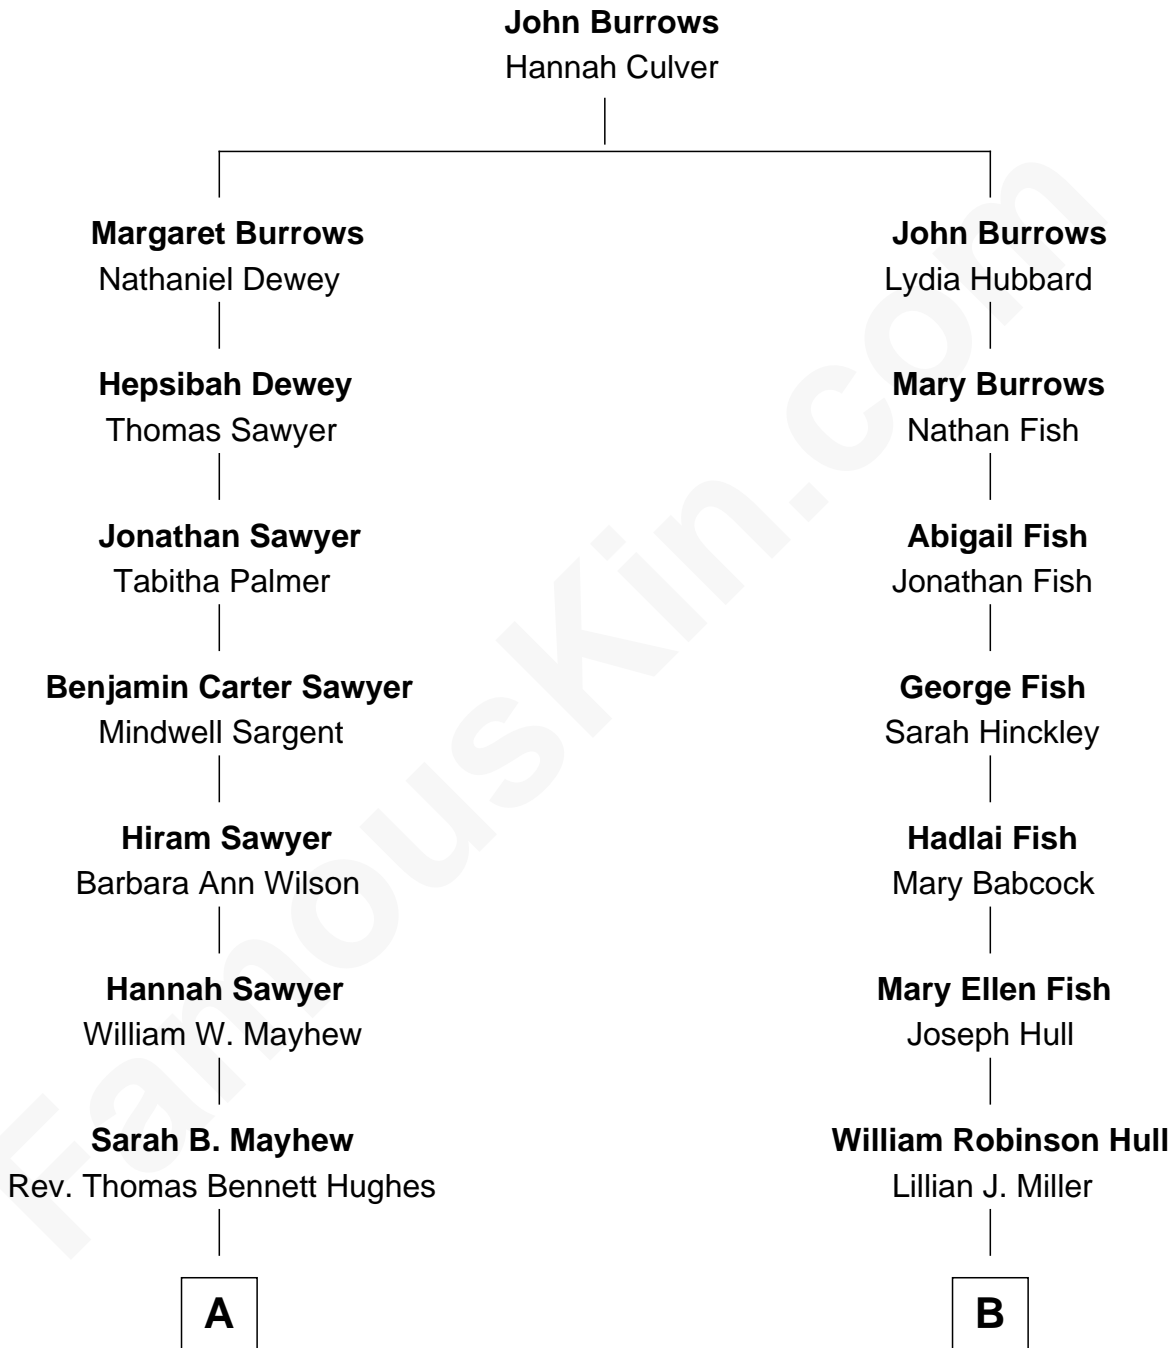 John Burrows
Hannah Culver
Margaret Burrows
Nathaniel Dewey
John Burrows
Lydia Hubbard
Hepsibah Dewey
Thomas Sawyer
Mary Burrows
Nathan Fish
Jonathan Sawyer
Tabitha Palmer
Abigail Fish
Jonathan Fish
Benjamin Carter Sawyer
Mindwell Sargent
George Fish
Sarah Hinckley
Hiram Sawyer
Barbara Ann Wilson
Hadlai Fish
Mary Babcock
Hannah Sawyer
William W. Mayhew
Mary Ellen Fish
Joseph Hull
Sarah B. Mayhew
Rev. Thomas Bennett Hughes
William Robinson Hull
Lillian J. Miller
A
B
FamousKin.com